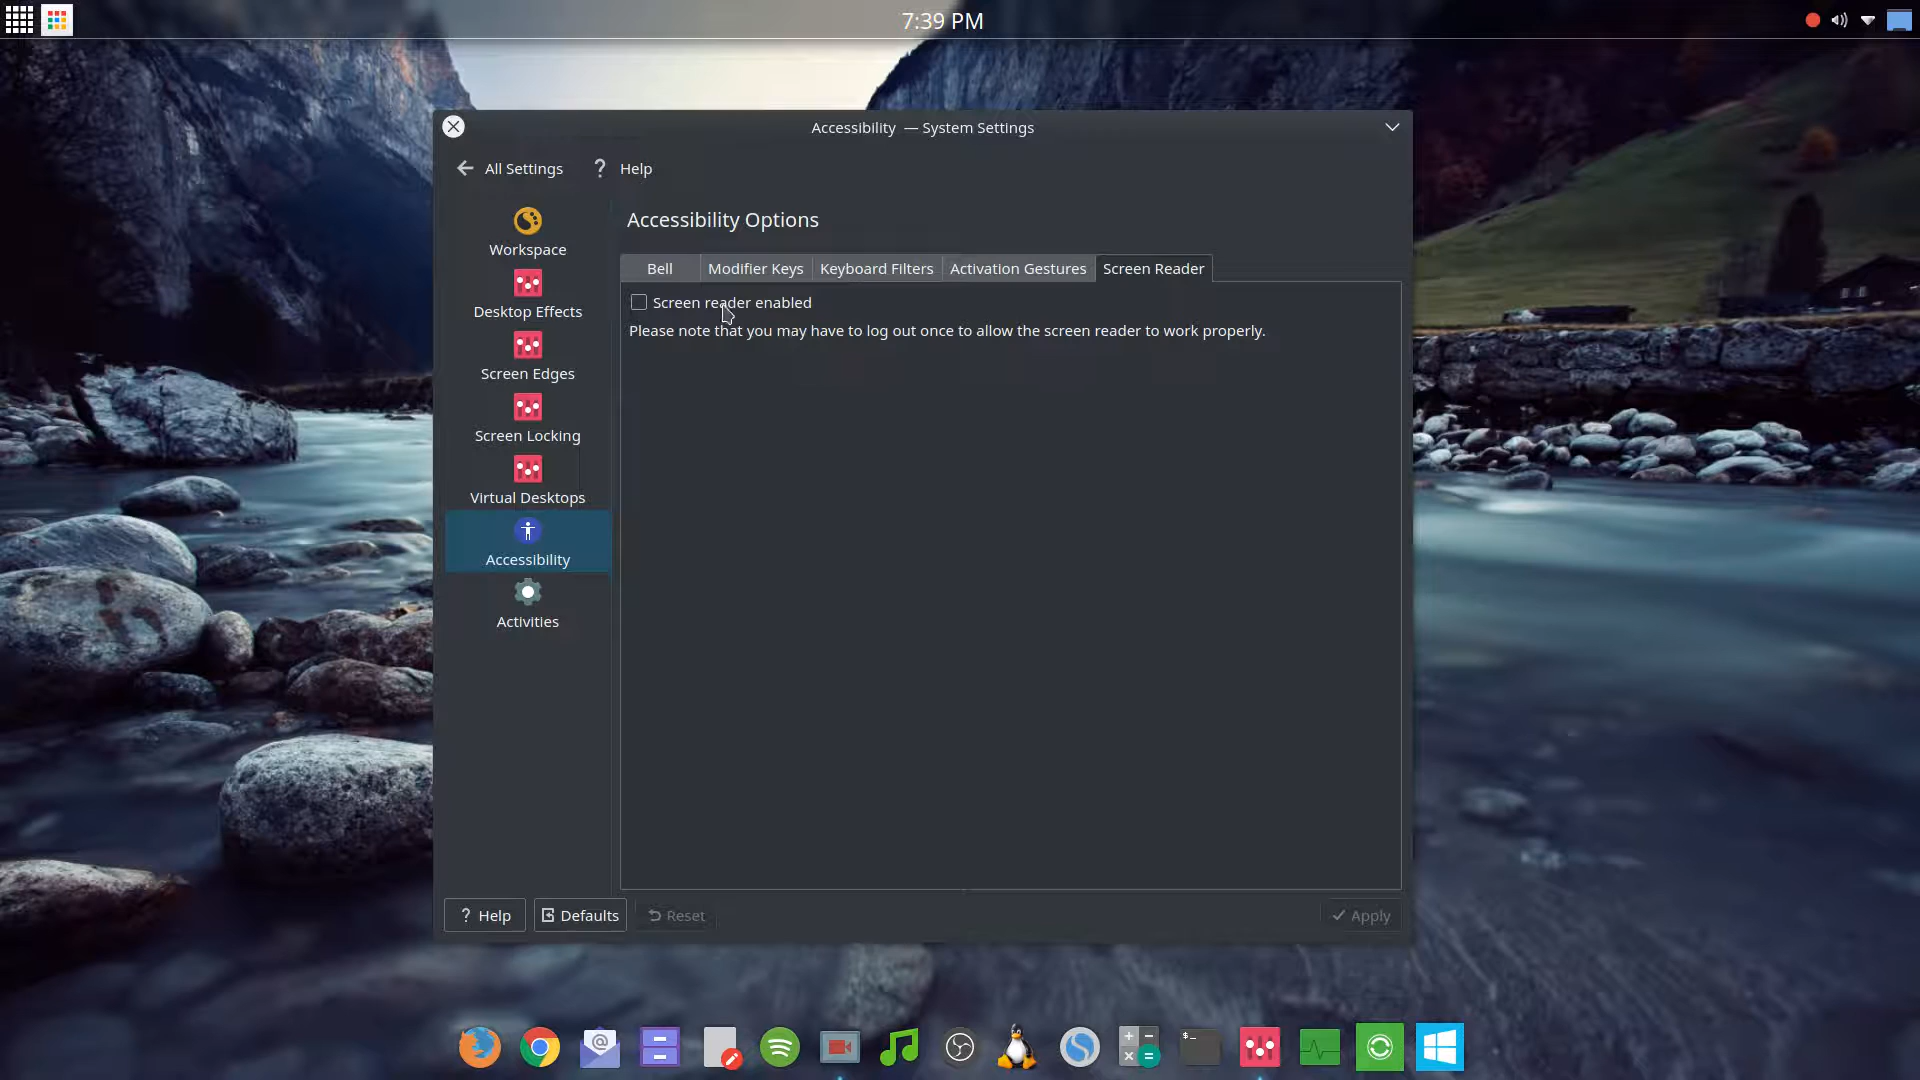 7:39 PM
Accessibility — System Settings
All Settings ? Help
Workspace
Desktop Effects
Screen Edges
Screen Locking
Virtual Desktops
Accessibility
Activities
Accessibility Options
Bell Modifier Keys Keyboard Filters Activation Gestures Screen Reader
Screen reader enabled
Please note that you may have to log out once to allow the screen reader to work properly.
? Help Defaults Reset Apply